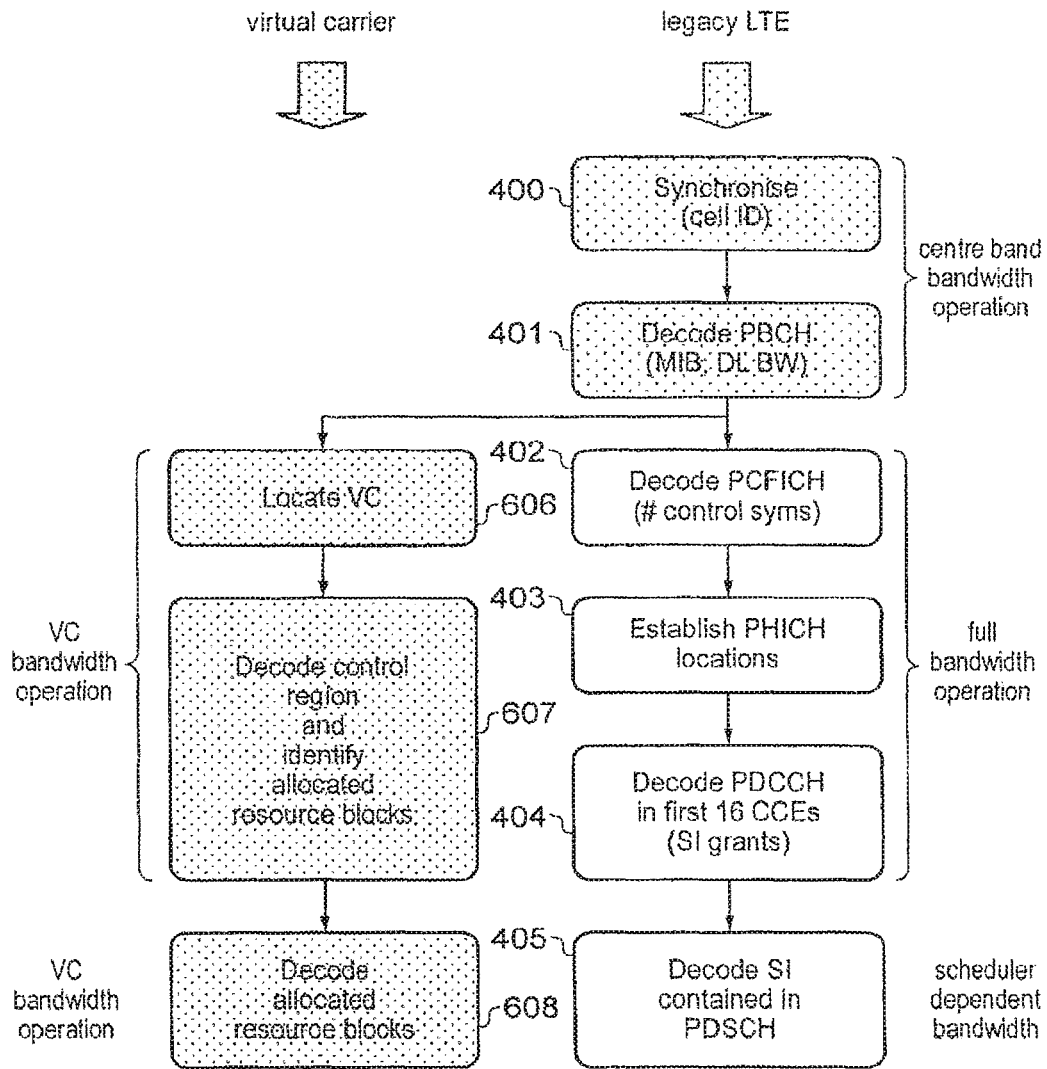 virtual carrier
legacy LTE
400
Synchronise
(cell ID)
centre band
bandwidth
operation
401
Decode PBCH
(MIB; DL BW)
VC
bandwidth
operation
Locate VC
606
402
Decode PCFICH
(# control syms)
full
bandwidth
operation
403
Establish PHICH
locations
Decode control
region
and
identify
allocated
resource blocks
607
404
Decode PDCCH
in first 16 CCEs
(SI grants)
VC
bandwidth
operation
Decode
allocated
resource blocks
608
405
Decode SI
contained in
PDSCH
scheduler
dependent
bandwidth